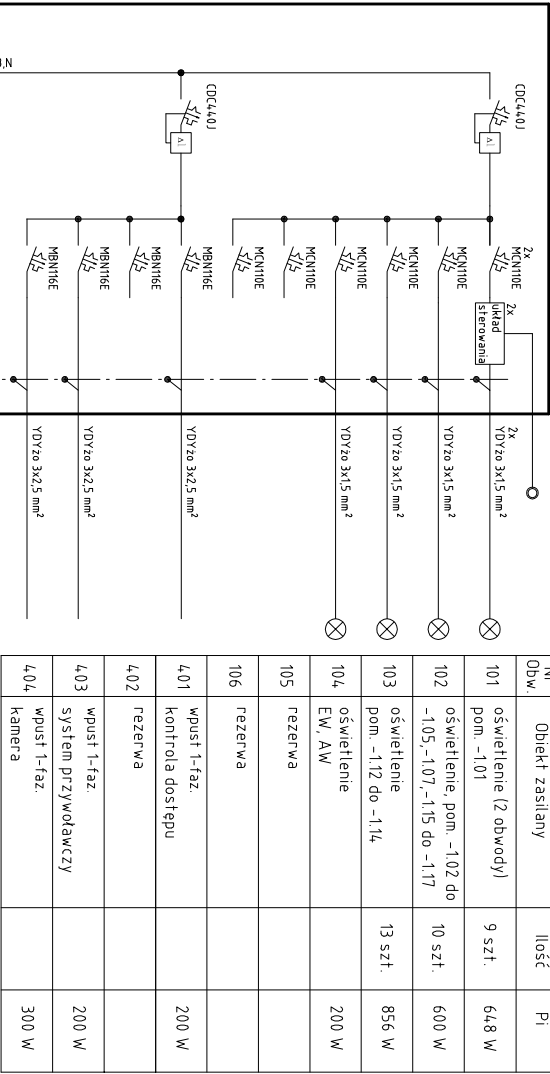 CDC440J
CDC440J
ΔI
ΔI
2x
MCN110E
MCN110E
MCN110E
MCN110E
MCN110E
MCN110E
MBN116E
MBN116E
MBN116E
MBN116E
2x
układ
sterowania
2x
YDYżo 3x1,5 mm²
YDYżo 3x1,5 mm²
YDYżo 3x1,5 mm²
YDYżo 3x1,5 mm²
YDYżo 3x2,5 mm²
YDYżo 3x2,5 mm²
YDYżo 3x2,5 mm²
Nr
Obw. Obiekt zasilany Ilość Pi
101 oświetlenie (2 obwody)
pom. -1.01 9 szt. 648 W
102 oświetlenie, pom. -1.02 do
-1.05,-1.07,-1.15 do -1.17 10 szt. 600 W
103 oświetlenie
pom. -1.12 do -1.14 13 szt. 856 W
104 oświetlenie
EW, AW 200 W
105 rezerwa
106 rezerwa
401 wpust 1-faz.
kontrola dostępu 200 W
402 rezerwa
403 wpust 1-faz.
system przywoławczy 200 W
404 wpust 1-faz.
kamera 300 W